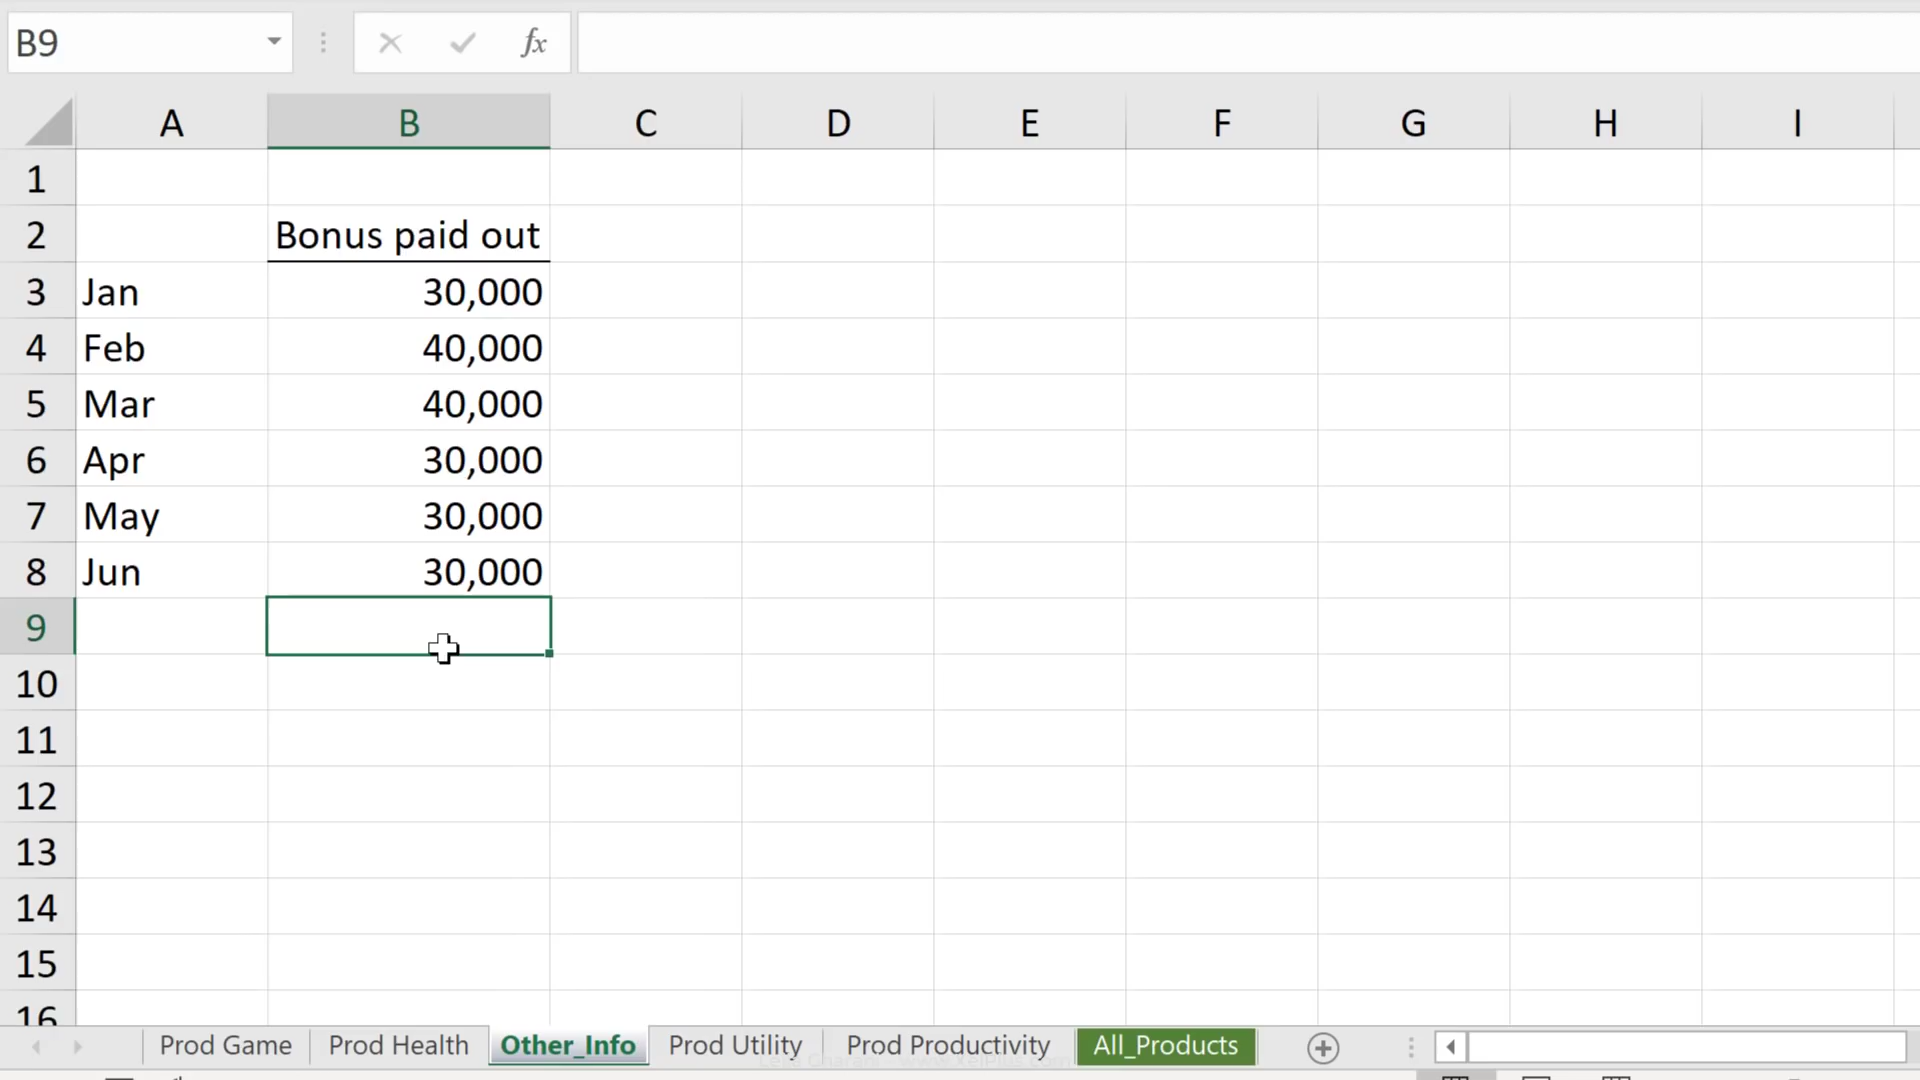 B9 fx
A B C D E F G H I
1
2 Bonus paid out
3 Jan 30,000
4 Feb 40,000
5 Mar 40,000
6 Apr 30,000
7 May 30,000
8 Jun 30,000
9
10
11
12
13
14
15
16
Prod Game Prod Health Other_Info Prod Utility Prod Productivity All_Products